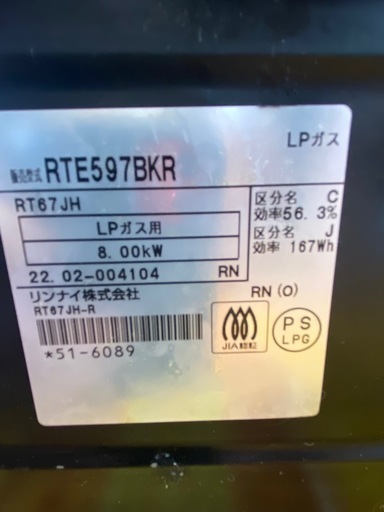 LPガス
販売型式 RTE597BKR
RT67JH
LPガス用
8.00kW
区分名 C
効率56.3%
区分名 J
効率 167Wh
22.02-004104 RN
リンナイ株式会社
RN (O)
RT67JH-R
*51-6089
JIA認証
PS
LPG